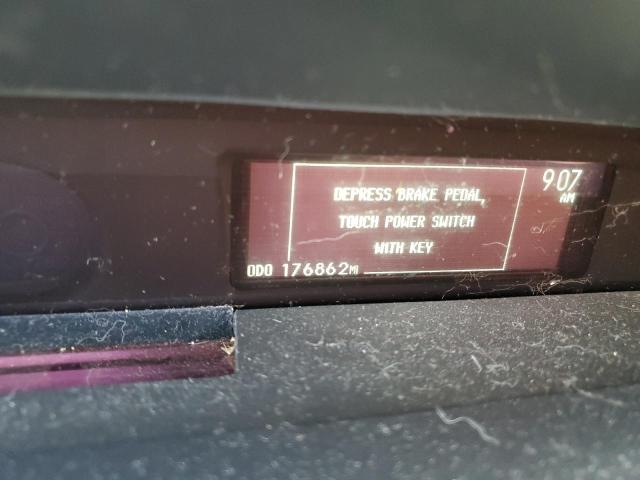 DEPRESS BRAKE PEDAL,
TOUCH POWER SWITCH
WITH KEY
9:07
AM
ODO 176862MI